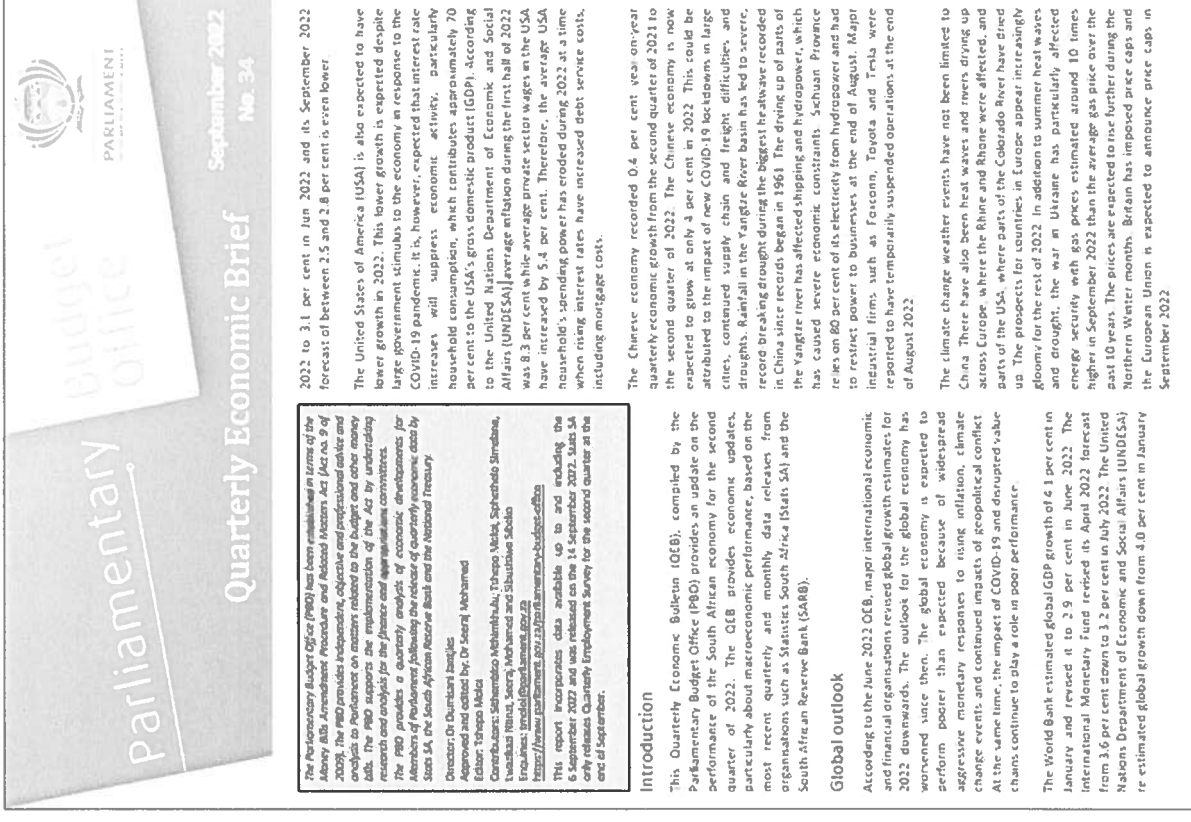 Parliamentary
Budget
Office
PARLIAMENT
Quarterly Economic Brief
September 2022
No. 34
The Parliamentary Budget Office (PBO) has been established in terms of the
Money Bills Amendment Procedure and Related Matters Act (Act no. 9 of
2009). The PBO provides independent, objective and professional advice and
analysis to Parliament on matters related to the budget and other money
bills. The PBO supports the implementation of the Act by undertaking
research and analysis for the finance and appropriations committees.
The PBO provides a quarterly analysis of economic developments for
Members of Parliament following the release of quarterly economic data by
Stats SA, the South African Reserve Bank and the National Treasury.
Director: Dr Dumisani Jantjies
Approved and edited by: Dr Seeraj Mohamed
Editor: Tshepo Moloi
Contributors: Sbhembiso Mchunu, Tshepo Moloi, Siphethelo Simelane,
Seeraj Mohamed and Sibusisiwe Sibeko
Enquiries:
https://www.parliament.gov.za/parliamentary-budget-office
This report incorporates data available up to and including the
6 September 2022 and was released on the 14 September 2022. Stats SA
only releases Quarterly Employment Survey for the second quarter at the
end of September.
Introduction
This Quarterly Economic Bulletin (QEB), compiled by the
Parliamentary Budget Office (PBO) provides an update on the
performance of the South African economy for the second
quarter of 2022. The QEB provides economic updates,
particularly about macroeconomic performance, based on the
most recent quarterly and monthly data releases from
organisations such as Statistics South Africa (Stats SA) and the
South African Reserve Bank (SARB).
Global outlook
According to the June 2022 QEB, major international economic
and financial organisations revised global growth estimates for
2022 downwards. The outlook for the global economy has
worsened since then. The global economy is expected to
perform poorer than expected because of widespread
aggressive monetary responses to rising inflation, climate
change events and continued impacts of geopolitical conflict.
At the same time, the impact of COVID-19 and disrupted value
chains continue to play a role in poor performance.
The World Bank estimated global GDP growth of 4.1 per cent in
January and revised it to 2.9 per cent in June 2022. The
International Monetary Fund revised its April 2022 forecast
from 3.6 per cent down to 3.2 per cent in July 2022. The United
Nations Department of Economic and Social Affairs (UNDESA)
re estimated global growth down from 4.0 per cent in January
2022 to 3.1 per cent in Jun 2022 and its September 2022
forecast of between 2.5 and 2.8 per cent is even lower.
The United States of America (USA) is also expected to have
lower growth in 2022. This lower growth is expected despite
large government stimulus to the economy in response to the
COVID-19 pandemic. It is, however, expected that interest rate
increases will suppress economic activity, particularly
household consumption, which contributes approximately 70
per cent to the USA's gross domestic product (GDP). According
to the United Nations Department of Economic and Social
Affairs (UNDESA) average inflation during the first half of 2022
was 8.3 per cent while average private sector wages in the USA
have increased by 5.4 per cent. Therefore, the average USA
household's spending power has eroded during 2022 at a time
when rising interest rates have increased debt service costs,
including mortgage costs.
The Chinese economy recorded 0.4 per cent year-on-year
quarterly economic growth from the second quarter of 2021 to
the second quarter of 2022. The Chinese economy is now
expected to grow at only a per cent in 2022 This could be
attributed to the impact of new COVID-19 lockdowns in large
cities, continued supply chain and freight difficulties and
droughts. Rainfall in the Yangtze River basin has led to severe,
record-breaking drought during the biggest heatwave recorded
in China since records began in 1961 The drying up of parts of
the Yangtze river has affected shipping and hydropower, which
has caused severe economic constraints Sichuan Province
relies on 80 per cent of its electricity from hydropower and had
to restrict power to businesses at the end of August. Major
industrial firms such as Foxconn, Toyota and Tesla were
reported to have temporarily suspended operations at the end
of August 2022
The climate change weather events have not been limited to
China There have also been heat waves and rivers drying up
across Europe, where the Rhine and Rhone were affected, and
parts of the USA, where parts of the Colorado River have dried
up The prospects for countries in Europe appear increasingly
gloomy for the rest of 2022 In addition to summer heat waves
and drought, the war in Ukraine has particularly affected
energy security with gas prices estimated around 10 times
higher in September 2022 than the average gas price over the
past 10 years The prices are expected to rise further during the
Northern Winter months Britain has imposed price caps and
the European Union is expected to announce price caps in
September 2022